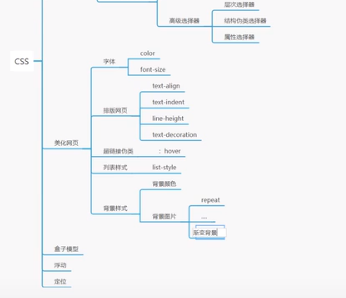 层次选择器
高级选择器
结构伪类选择器
属性选择器
CSS
字体
color
font-size
排版网页
text-align
text-indent
line-height
text-decoration
美化网页
超链接伪类
：hover
列表样式
list-style
背景样式
背景颜色
背景图片
repeat
...
渐变背景
盒子模型
浮动
定位